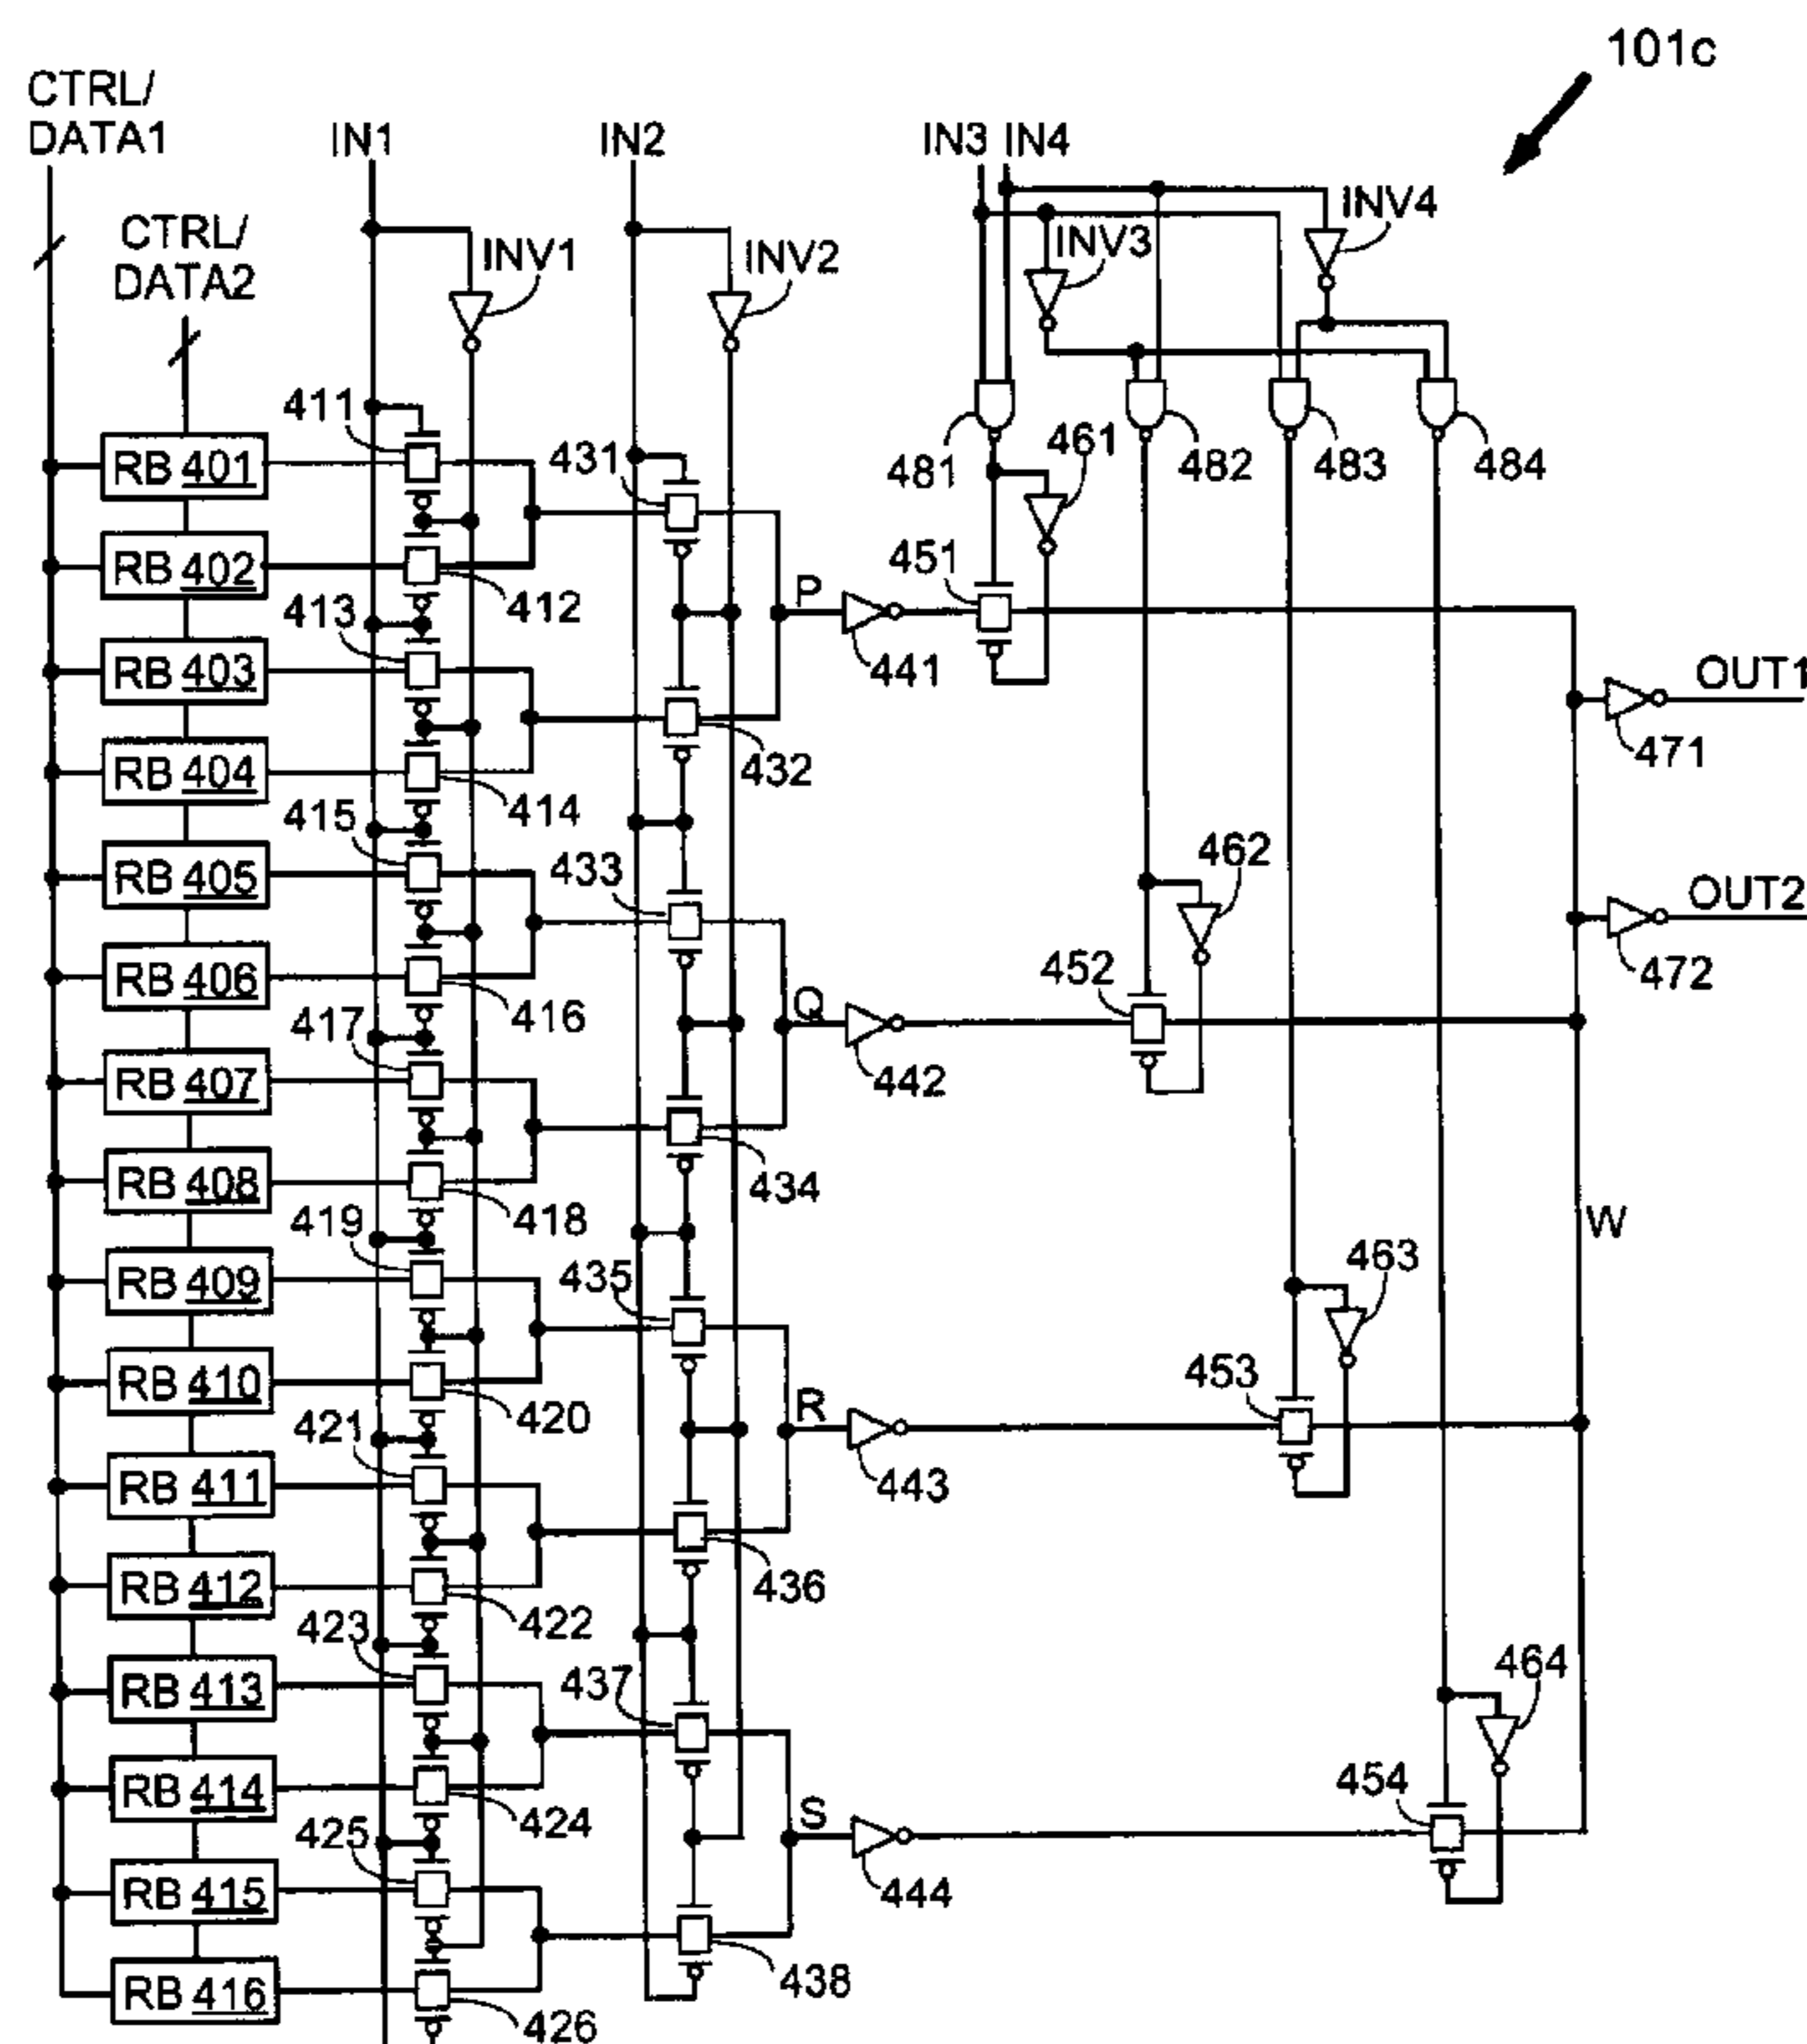 101c
CTRL/
DATA1
IN1
IN2
IN3 IN4
CTRL/
DATA2
INV1
INV2
INV3
INV4
411
RB 401
431
481
461
482
483
484
RB 402
412
451
P
413
441
RB 403
OUT1
432
471
RB 404
414
415
433
462
RB 405
OUT2
RB 406
416
452
472
417
Q
442
RB 407
434
RB 408
418
W
419
435
463
RB 409
453
RB 410
420
R
443
421
RB 411
436
RB 412
422
423
437
464
RB 413
454
RB 414
424
S
444
425
RB 415
438
RB 416
426